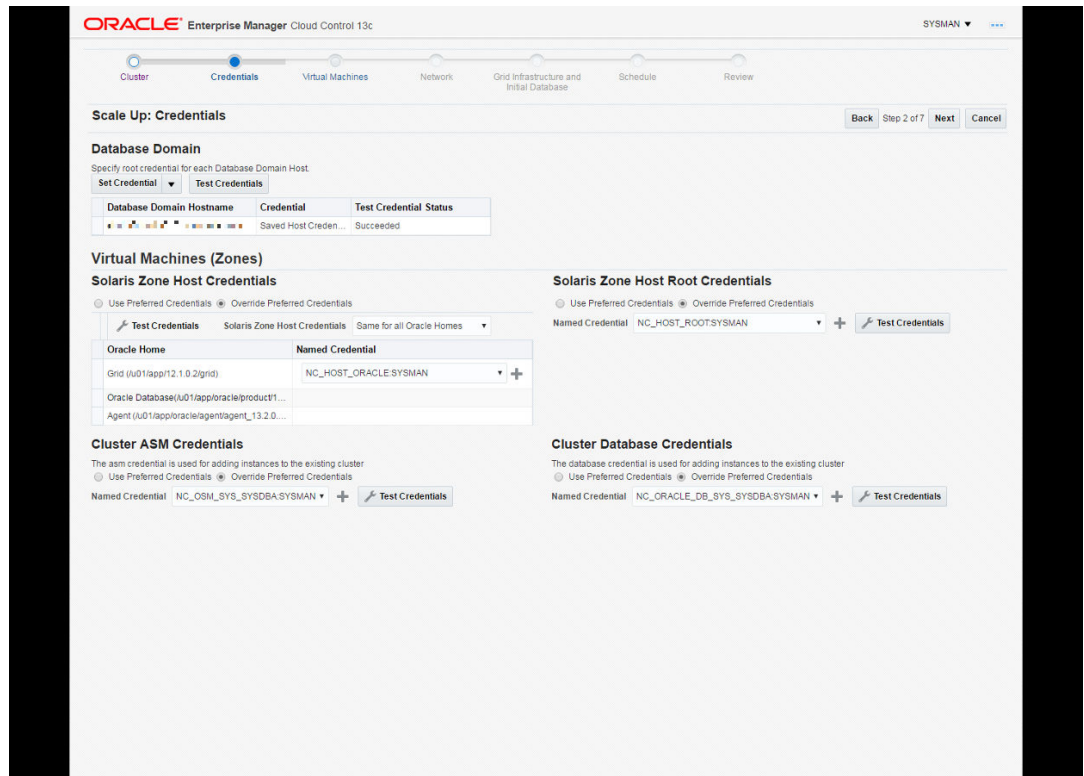 ORACLE® Enterprise Manager Cloud Control 13c
SYSMAN
Cluster
Credentials
Virtual Machines
Network
Grid Infrastructure and
Initial Database
Schedule
Review
Scale Up: Credentials
Back Step 2 of 7 Next Cancel
Database Domain
Specify root credential for each Database Domain Host.
Set Credential Test Credentials
Database Domain Hostname Credential Test Credential Status
Saved Host Creden... Succeeded
Virtual Machines (Zones)
Solaris Zone Host Credentials
Use Preferred Credentials Override Preferred Credentials
Test Credentials Solaris Zone Host Credentials Same for all Oracle Homes
Oracle Home Named Credential
Grid (/u01/app/12.1.0.2/grid) NC_HOST_ORACLE:SYSMAN
Oracle Database(/u01/app/oracle/product/1...
Agent (/u01/app/oracle/agent/agent_13.2.0....
Solaris Zone Host Root Credentials
Use Preferred Credentials Override Preferred Credentials
Named Credential NC_HOST_ROOT:SYSMAN Test Credentials
Cluster ASM Credentials
The asm credential is used for adding instances to the existing cluster
Use Preferred Credentials Override Preferred Credentials
Named Credential NC_OSM_SYS_SYSDBA:SYSMAN Test Credentials
Cluster Database Credentials
The database credential is used for adding instances to the existing cluster
Use Preferred Credentials Override Preferred Credentials
Named Credential NC_ORACLE_DB_SYS_SYSDBA:SYSMAN Test Credentials